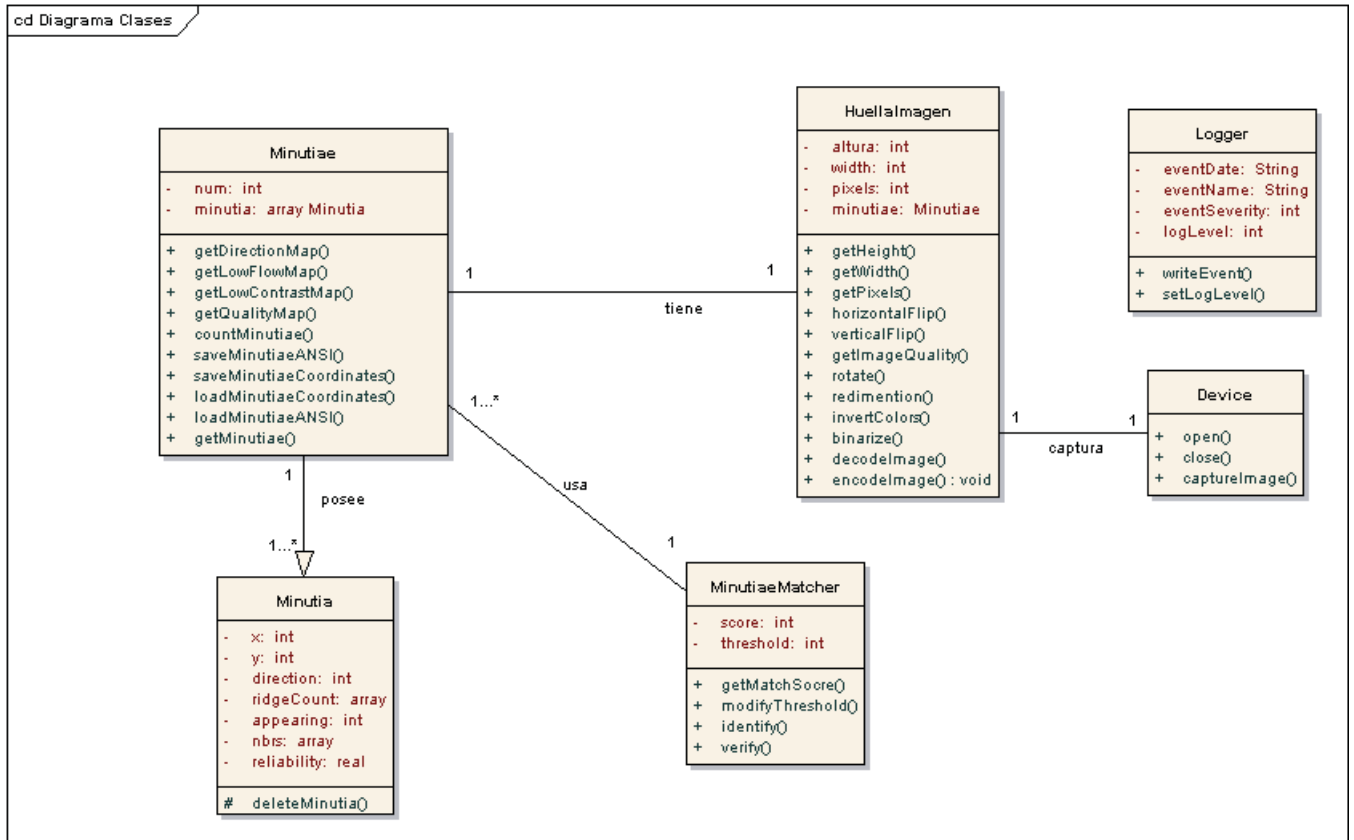 cd Diagrama Clases
Minutiae
- num: int
- minutia: array Minutia
+ getDirectionMap()
+ getLowFlowMap()
+ getLowContrastMap()
+ getQualityMap()
+ countMinutiae()
+ saveMinutiaeANSI()
+ saveMinutiaeCoordinates()
+ loadMinutiaeCoordinates()
+ loadMinutiaeANSI()
+ getMinutiae()
1
tiene
1
HuellaImagen
- altura: int
- width: int
- pixels: int
- minutiae: Minutiae
+ getHeight()
+ getWidth()
+ getPixels()
+ horizontalFlip()
+ verticalFlip()
+ getImageQuality()
+ rotate()
+ redimention()
+ invertColors()
+ binarize()
+ decodeImage()
+ encodeImage() : void
Logger
- eventDate: String
- eventName: String
- eventSeverity: int
- logLevel: int
+ writeEvent()
+ setLogLevel()
1
captura
1
Device
+ open()
+ close()
+ captureImage()
1
posee
1...*
1...*
usa
1
Minutia
- x: int
- y: int
- direction: int
- ridgeCount: array
- appearing: int
- nbrs: array
- reliability: real
# deleteMinutia()
MinutiaeMatcher
- score: int
- threshold: int
+ getMatchSocre()
+ modifyThreshold()
+ identify()
+ verify()